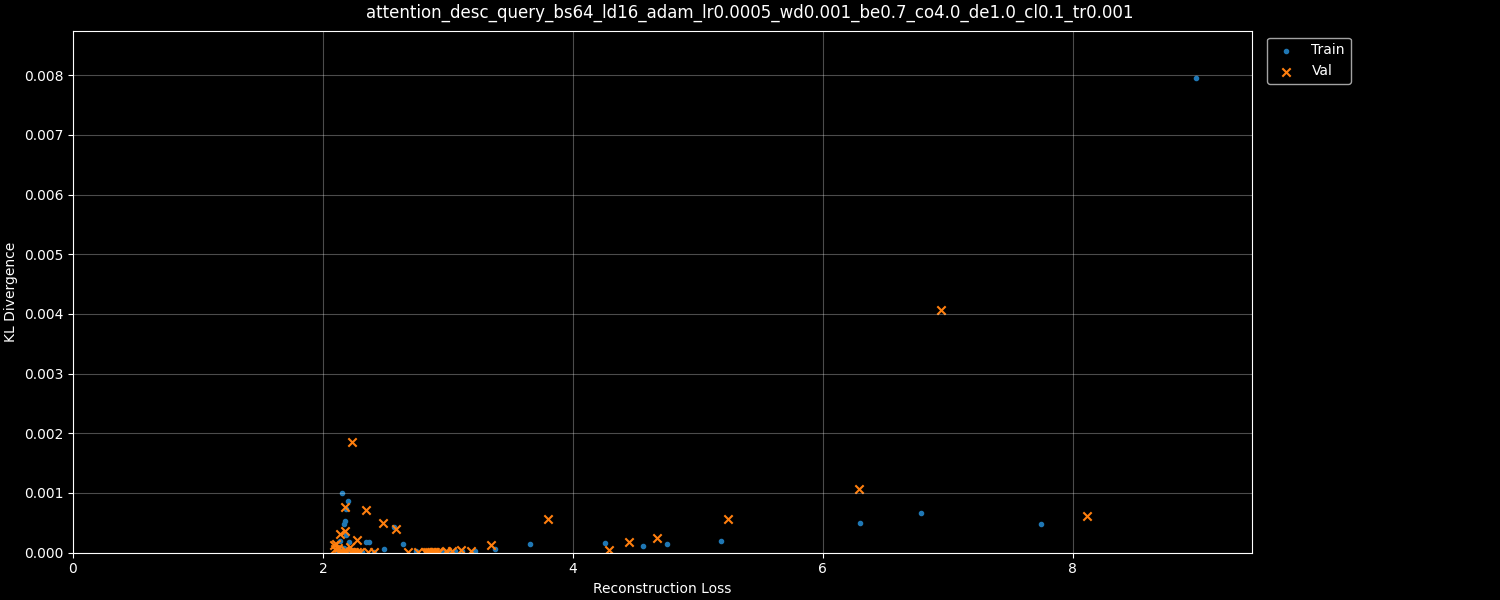 attention_desc_query_bs64_ld16_adam_lr0.0005_wd0.001_be0.7_co4.0_de1.0_cl0.1_tr0.001
Train
Val
KL Divergence
0.008
0.007
0.006
0.005
0.004
0.003
0.002
0.001
0.000
0 2 4 6 8
Reconstruction Loss